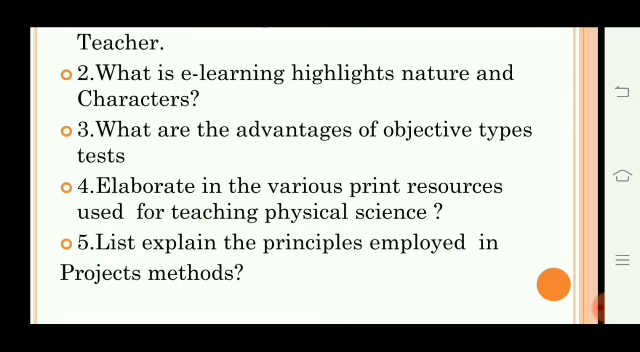 Teacher.
2.What is e-learning highlights nature and
Characters?
3.What are the advantages of objective types
tests
4.Elaborate in the various print resources
used for teaching physical science ?
5.List explain the principles employed in
Projects methods?